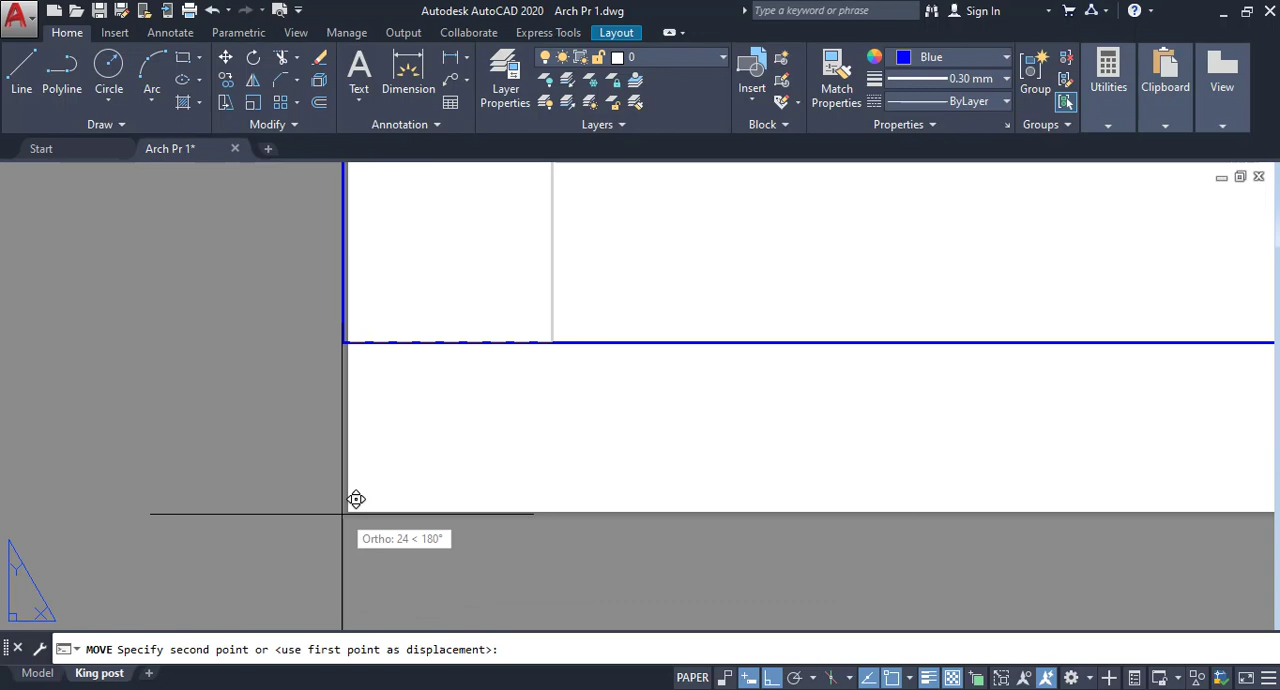 Autodesk AutoCAD 2020 Arch Pr 1.dwg Type a keyword or phrase Sign In
Home Insert Annotate Parametric View Manage Output Collaborate Express Tools Layout
0 Blue
0.30 mm
ByLayer
Line Polyline Circle Arc Text Dimension Layer Properties Insert Match Properties Group Utilities Clipboard View
Draw Modify Annotation Layers Block Properties Groups
Start Arch Pr 1*
Ortho: 24 < 180°
Y
X
MOVE Specify second point or <use first point as displacement>:
Model King post PAPER